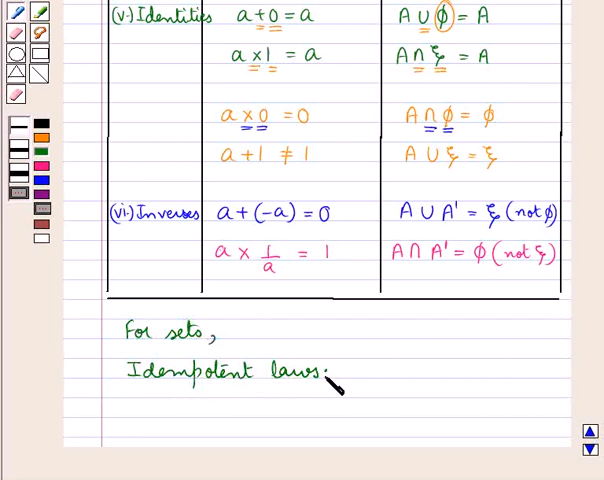 (v) Identities a + 0 = a A ∪ ϕ = A
a × 1 = a A ∩ ξ = A
a × 0 = 0 A ∩ ϕ = ϕ
a + 1 ≠ 1 A ∪ ξ = ξ
(vi) Inverses a + (-a) = 0 A ∪ A' = ξ (not ϕ)
a × 1/a = 1 A ∩ A' = ϕ (not ξ)
For sets,
Idempotent laws: